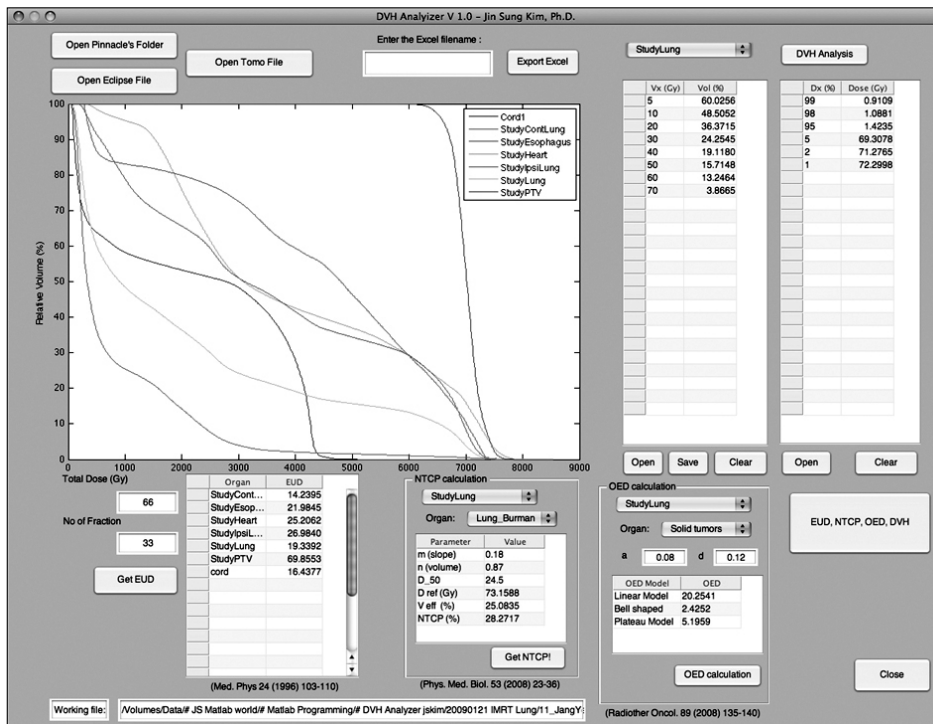 DVH Analyizer V 1.0 - Jin Sung Kim, Ph.D.
Open Pinnacle's Folder
Open Eclipse File
Open Tomo File
Enter the Excel filename :
Export Excel
StudyLung
DVH Analysis
Relative Volume (%)
100
90
80
70
60
50
40
30
20
10
0
0 1000 2000 3000 4000 5000 6000 7000 8000 9000
Cord1
StudyContLung
StudyEsophagus
StudyHeart
StudyIpsiLung
StudyLung
StudyPTV
Vx (Gy) Vol (%)
5 60.0256
10 48.5052
20 36.3715
30 24.2545
40 19.1180
50 15.7148
60 13.2464
70 3.8665
Open Save Clear
Dx (%) Dose (Gy)
99 0.9109
98 1.0881
95 1.4235
5 69.3078
2 71.2765
1 72.2998
Open Clear
Total Dose (Gy)
66
No of Fraction
33
Get EUD
Organ EUD
StudyCont... 14.2395
StudyEsop... 21.9845
StudyHeart 25.2062
StudyIpsiL... 26.9840
StudyLung 19.3392
StudyPTV 69.8553
cord 16.4377
(Med. Phys 24 (1996) 103-110)
NTCP calculation
StudyLung
Organ: Lung_Burman
Parameter Value
m (slope) 0.18
n (volume) 0.87
D_50 24.5
D ref (Gy) 73.1588
V eff (%) 25.0835
NTCP (%) 28.2717
Get NTCP!
(Phys. Med. Biol. 53 (2008) 23-36)
OED calculation
StudyLung
Organ: Solid tumors
a 0.08 d 0.12
OED Model OED
Linear Model 20.2541
Bell shaped 2.4252
Plateau Model 5.1959
OED calculation
(Radiother Oncol. 89 (2008) 135-140)
EUD, NTCP, OED, DVH
Close
Working file: /Volumes/Data/# JS Matlab world/# Matlab Programming/# DVH Analyzer jskim/20090121 IMRT Lung/11_JangY